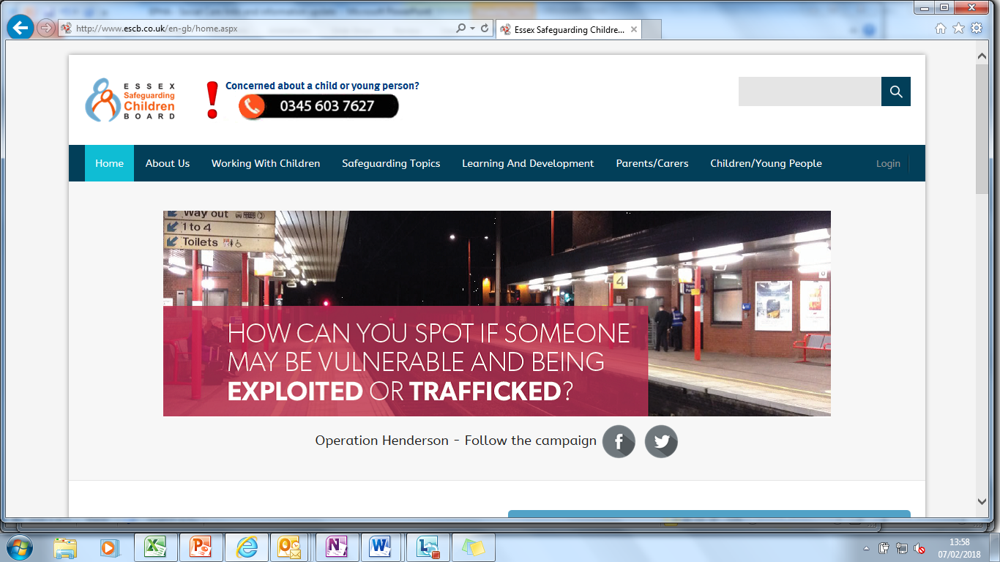 http://www.escb.co.uk/en-gb/home.aspx
Essex Safeguarding Childre...
ESSEX
Safeguarding
Children
BOARD
Concerned about a child or young person?
0345 603 7627
Home
About Us
Working With Children
Safeguarding Topics
Learning And Development
Parents/Carers
Children/Young People
Login
Way out
1 to 4
Toilets
4
HOW CAN YOU SPOT IF SOMEONE
MAY BE VULNERABLE AND BEING
EXPLOITED OR TRAFFICKED?
Operation Henderson - Follow the campaign
13:58
07/02/2018